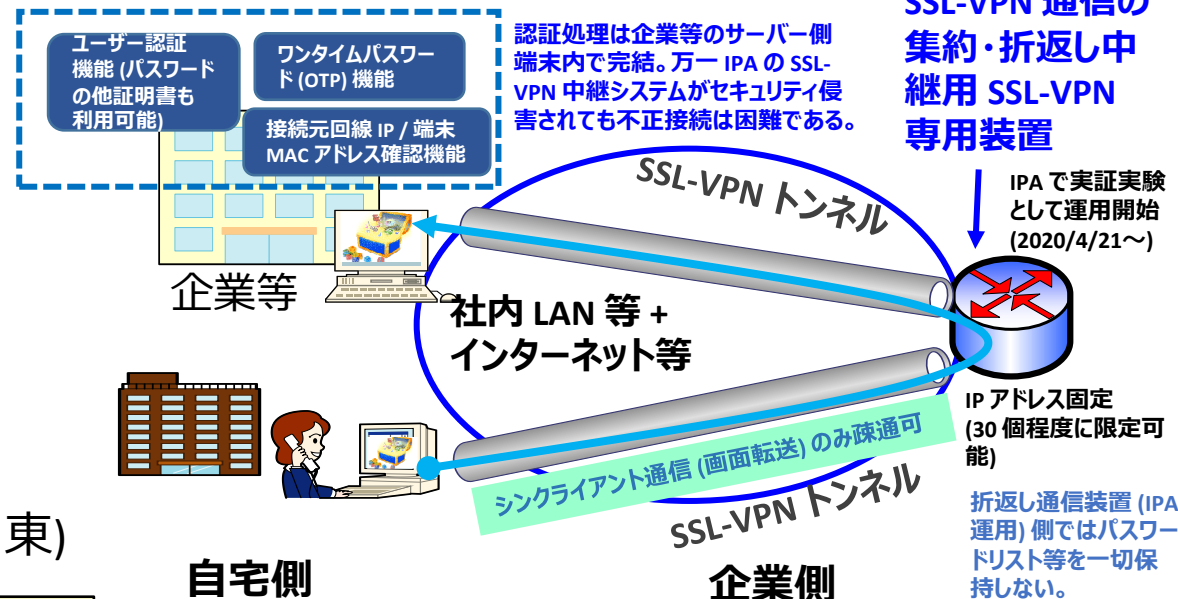 ユーザー認証
機能 (パスワード
の他証明書も
利用可能)
ワンタイムパスワー
ド (OTP) 機能
接続元回線 IP / 端末
MAC アドレス確認機能
認証処理は企業等のサーバー側
端末内で完結。万一 IPA の SSL-
VPN 中継システムがセキュリティ侵
害されても不正接続は困難である。
SSL-VPN 通信の
集約・折返し中
継用 SSL-VPN
専用装置
IPA で実証実験
として運用開始
(2020/4/21~)
SSL-VPN トンネル
企業等
社内 LAN 等 +
インターネット等
IP アドレス固定
(30 個程度に限定可
能)
シンクライアント通信 (画面転送) のみ疎通可
SSL-VPN トンネル
折返し通信装置 (IPA
運用) 側ではパスワー
ドリスト等を一切保
持しない。
東)
自宅側
企業側